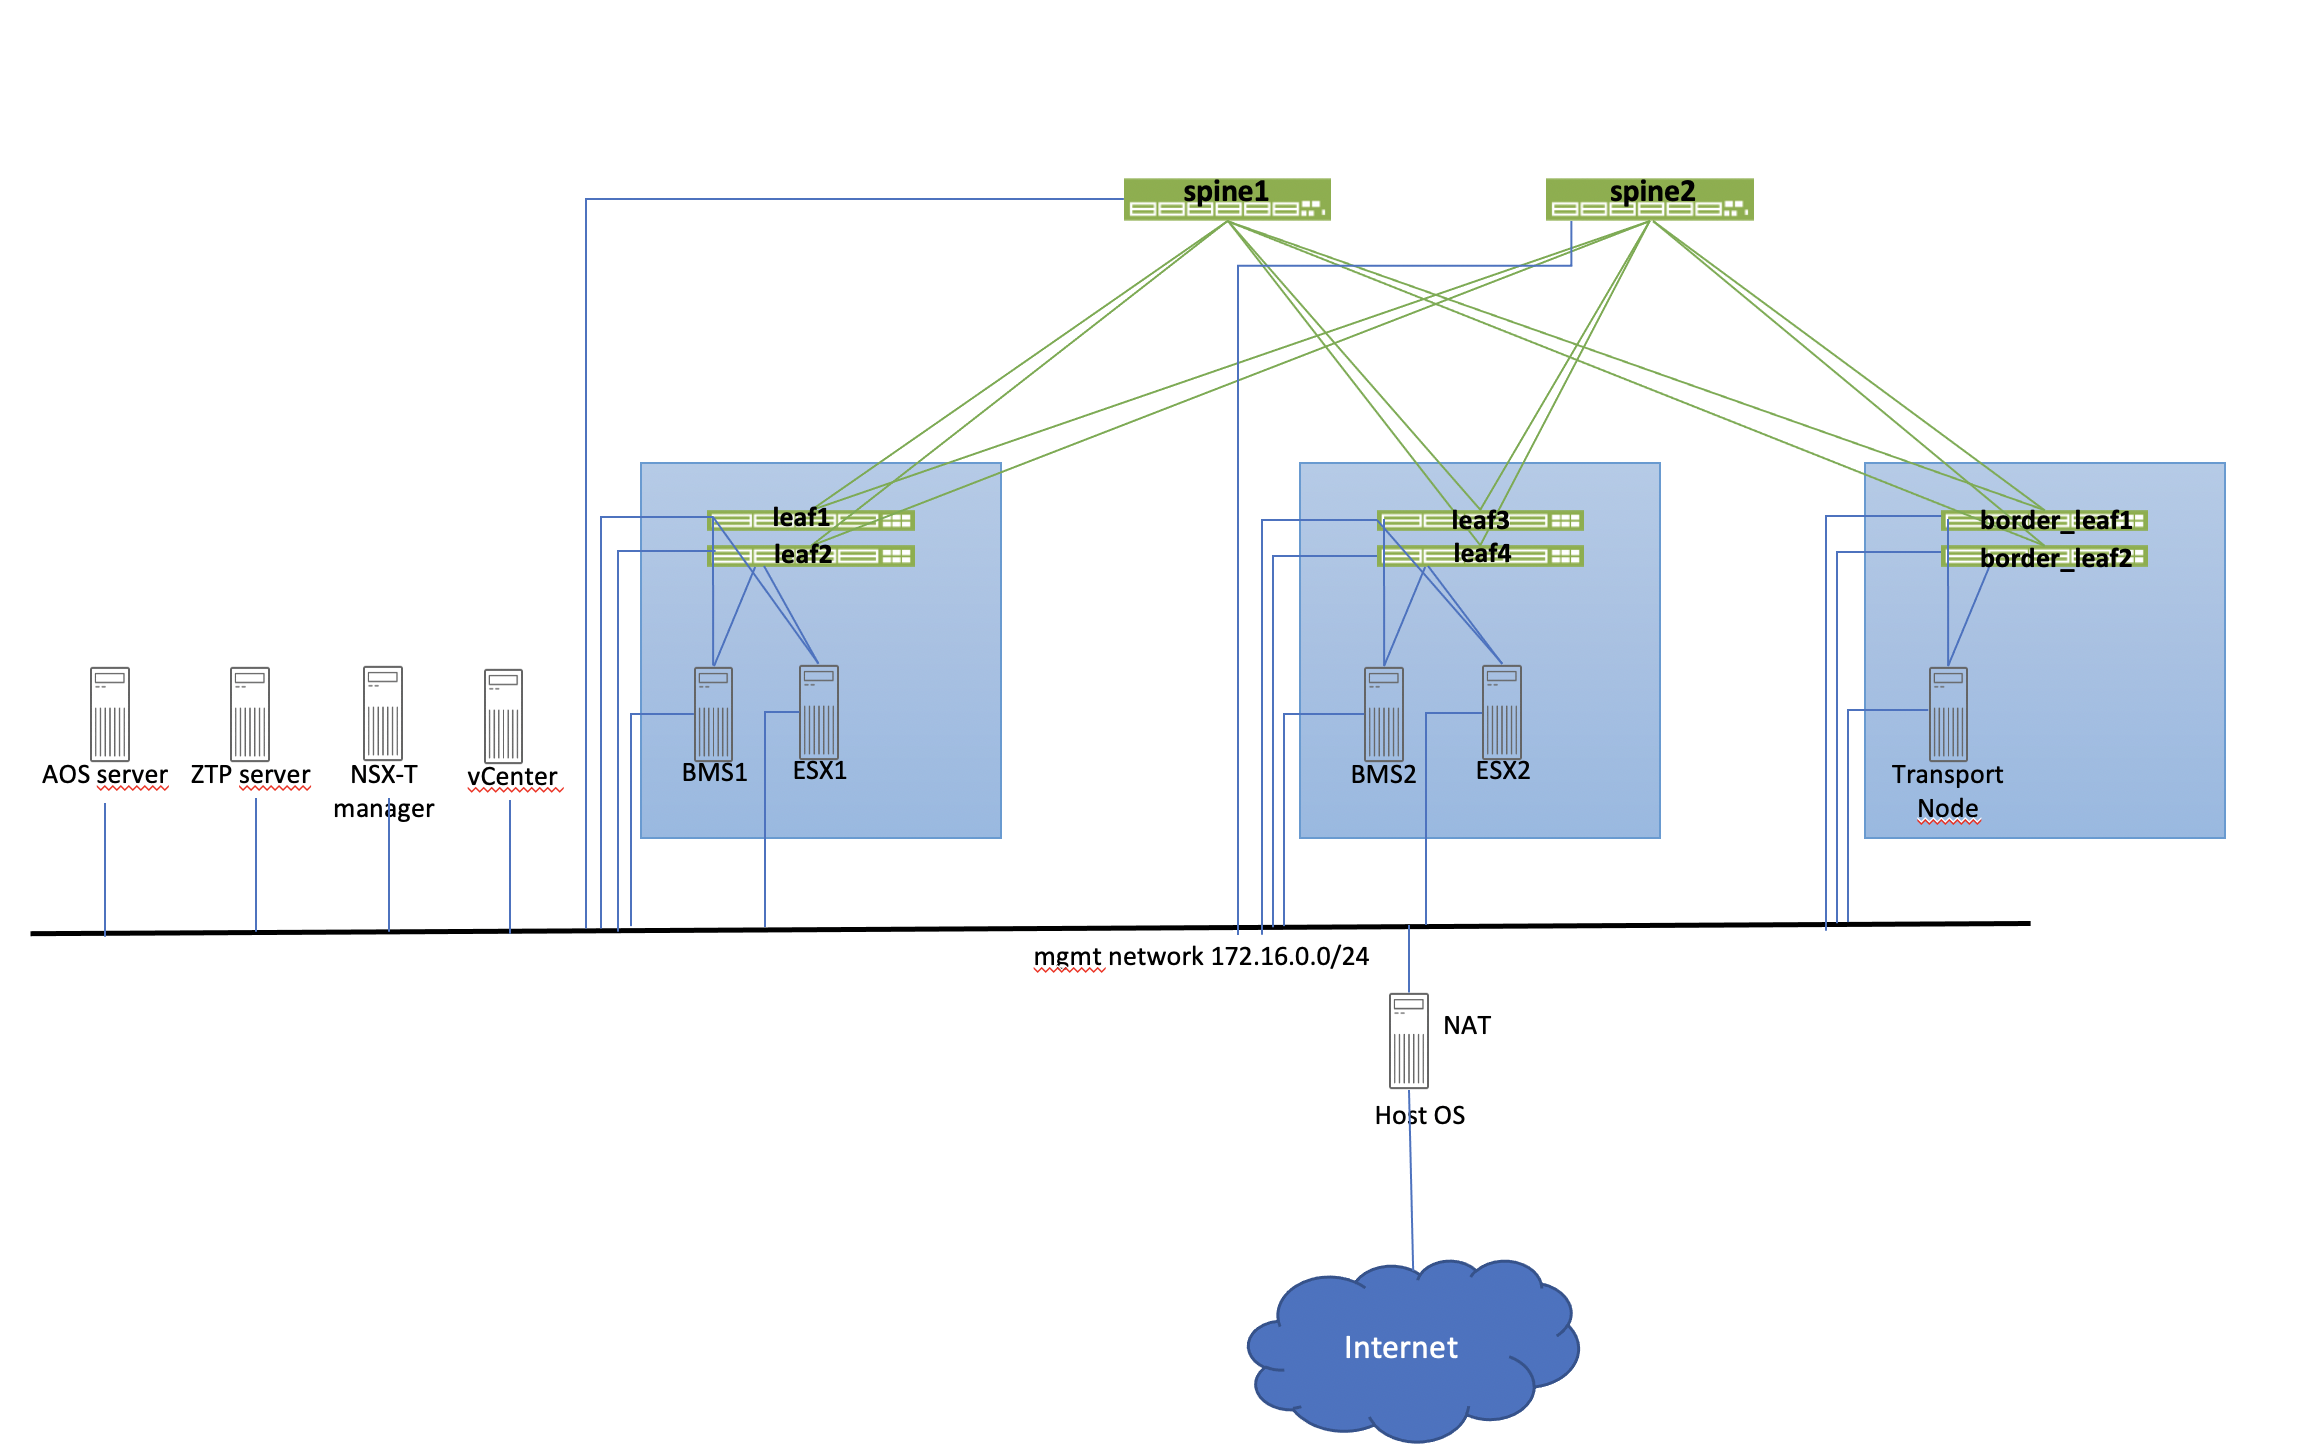 spine1
spine2
leaf1
leaf2
leaf3
leaf4
border_leaf1
border_leaf2
AOS server
ZTP server
NSX-T
manager
vCenter
BMS1
ESX1
BMS2
ESX2
Transport
Node
mgmt network 172.16.0.0/24
NAT
Host OS
Internet